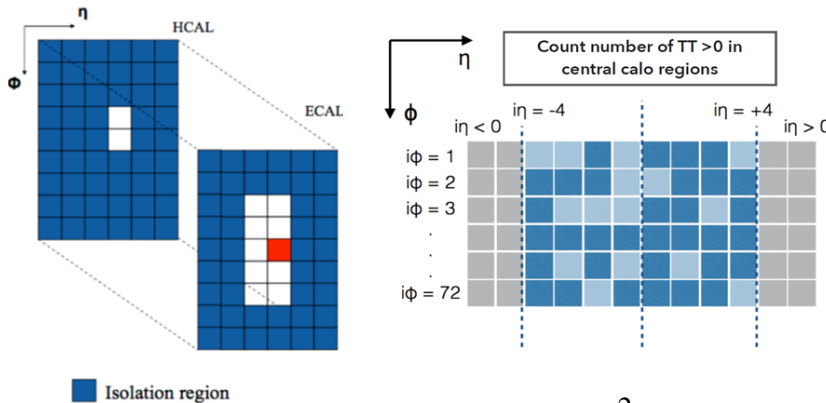 η
HCAL
Φ
ECAL
Isolation region
η
ϕ
Count number of TT >0 in
central calo regions
iη < 0
iη = -4
iη = +4
iη > 0
iϕ = 1
iϕ = 2
iϕ = 3
.
.
.
iϕ = 72